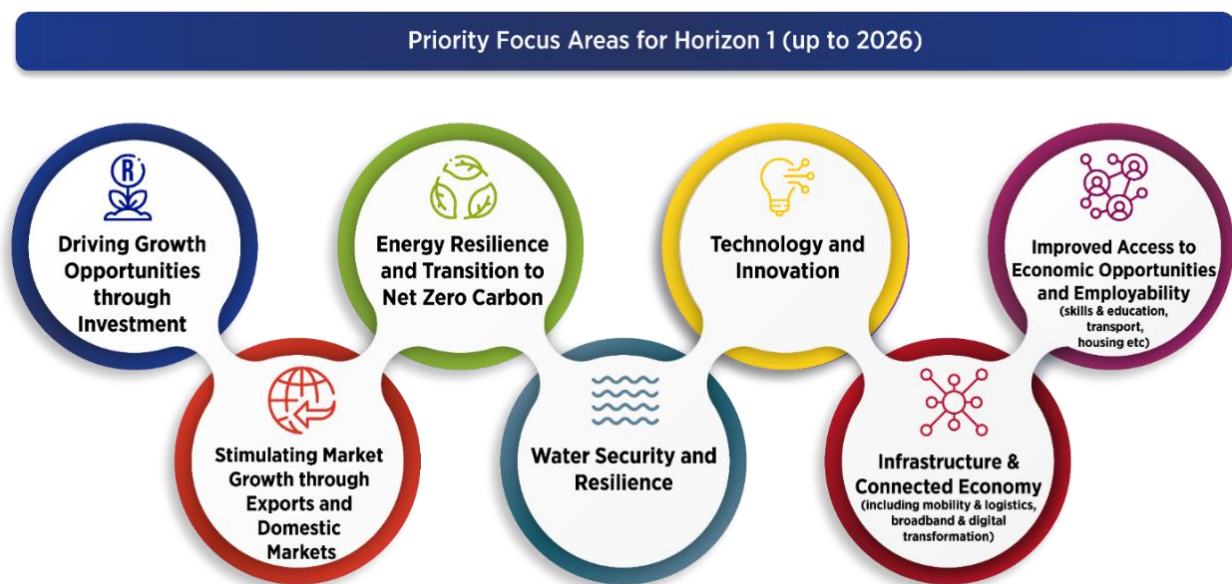 Priority Focus Areas for Horizon 1 (up to 2026)
R
Driving Growth
Opportunities
through
Investment
Stimulating Market
Growth through
Exports and
Domestic
Markets
Energy Resilience
and Transition to
Net Zero Carbon
Water Security and
Resilience
Technology and
Innovation
Infrastructure &
Connected Economy
(including mobility & logistics,
broadband & digital
transformation)
Improved Access to
Economic Opportunities
and Employability
(skills & education,
transport,
housing etc)